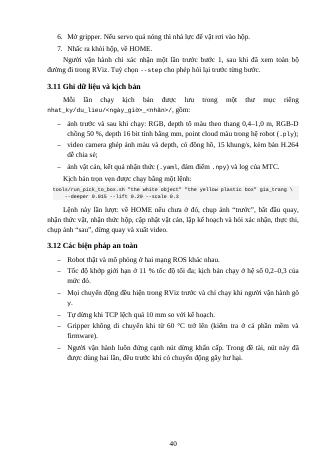 6. Mở gripper. Nếu servo quá nóng thì nhả lực để vật rơi vào hộp.
7. Nhấc ra khỏi hộp, về HOME.
Người vận hành chỉ xác nhận một lần trước bước 1, sau khi đã xem toàn bộ
đường đi trong RViz. Tuỳ chọn --step cho phép hỏi lại trước từng bước.
3.11 Ghi dữ liệu và kịch bản
Mỗi lần chạy kịch bản được lưu trong một thư mục riêng
nhat_ky/du_lieu/<ngày_giờ>_<nhãn>/, gồm:
– ảnh trước và sau khi chạy: RGB, depth tô màu theo thang 0,4–1,0 m, RGB-D
chồng 50 %, depth 16 bit tính bằng mm, point cloud màu trong hệ robot (.ply);
– video camera ghép ảnh màu và depth, có đồng hồ, 15 khung/s, kèm bản H.264
dễ chia sẻ;
– ảnh vật cản, kết quả nhận thức (.yaml, đám điểm .npy) và log của MTC.
Kịch bản trọn vẹn được chạy bằng một lệnh:
tools/run_pick_to_box.sh "the white object" "the yellow plastic box" gia_trang \
--deeper 0.015 --lift 0.20 --scale 0.3
Lệnh này lần lượt: về HOME nếu chưa ở đó, chụp ảnh “trước”, bắt đầu quay,
nhận thức vật, nhận thức hộp, cập nhật vật cản, lập kế hoạch và hỏi xác nhận, thực thi,
chụp ảnh “sau”, dừng quay và xuất video.
3.12 Các biện pháp an toàn
– Robot thật và mô phỏng ở hai mạng ROS khác nhau.
– Tốc độ khớp giới hạn ở 11 % tốc độ tối đa; kịch bản chạy ở hệ số 0,2–0,3 của
mức đó.
– Mọi chuyển động đều hiện trong RViz trước và chỉ chạy khi người vận hành gõ
y.
– Tự dừng khi TCP lệch quá 10 mm so với kế hoạch.
– Gripper không di chuyển khi từ 60 °C trở lên (kiểm tra ở cả phần mềm và
firmware).
– Người vận hành luôn đứng cạnh nút dừng khẩn cấp. Trong đề tài, nút này đã
được dùng hai lần, đều trước khi có chuyển động gây hư hại.
40